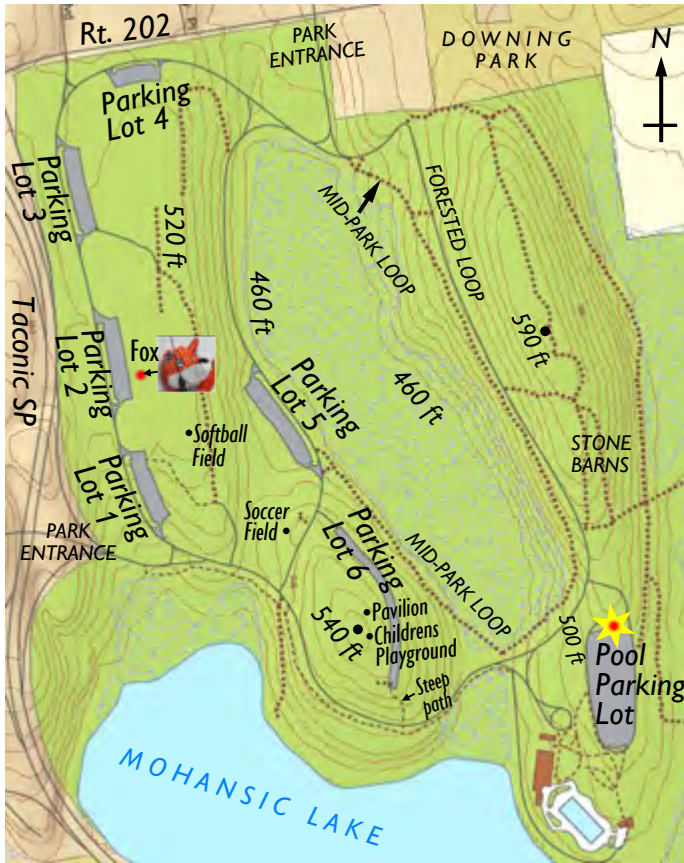 Rt. 202
PARK
ENTRANCE
DOWNING
PARK
N
Parking
Lot 4
Parking
Lot 3
520 ft
MID-PARK LOOP
FORESTED LOOP
460 ft
590 ft
Taconic SP
Parking
Lot 2
Fox
Parking
Lot 5
460 ft
Softball
Field
STONE
BARNS
Parking
Lot 1
Soccer
Field
PARK
ENTRANCE
Parking
Lot 6
MID-PARK LOOP
Pavilion
540 ft
Childrens
Playground
500 ft
Steep
path
Pool
Parking
Lot
MOHANSIC LAKE